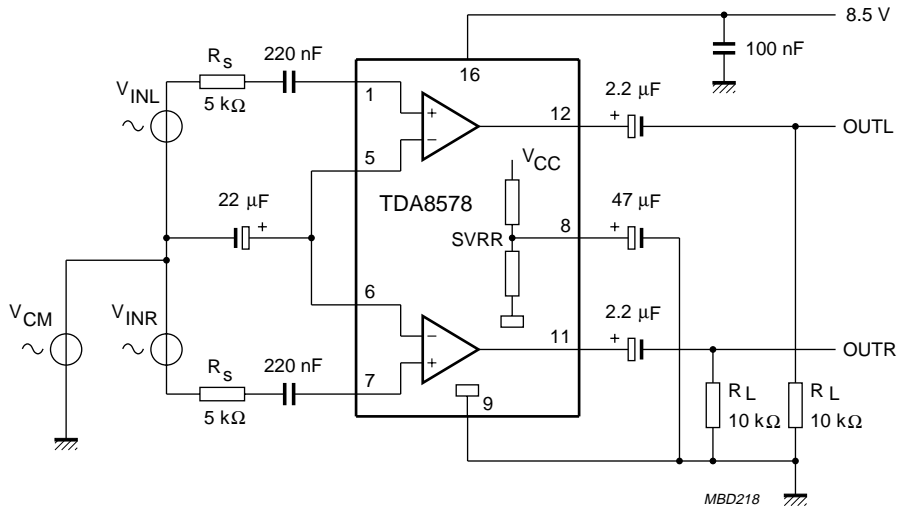 8.5 V
100 nF
16
R s
5 kΩ
220 nF
1
V INL
2.2 µF
+
12
OUTL
+
−
5
V CC
22 µF
+
TDA8578
SVRR
8
47 µF
+
6
V CM
V INR
−
+
11
2.2 µF
+
OUTR
R s
5 kΩ
220 nF
7
9
R L
10 kΩ
R L
10 kΩ
MBD218